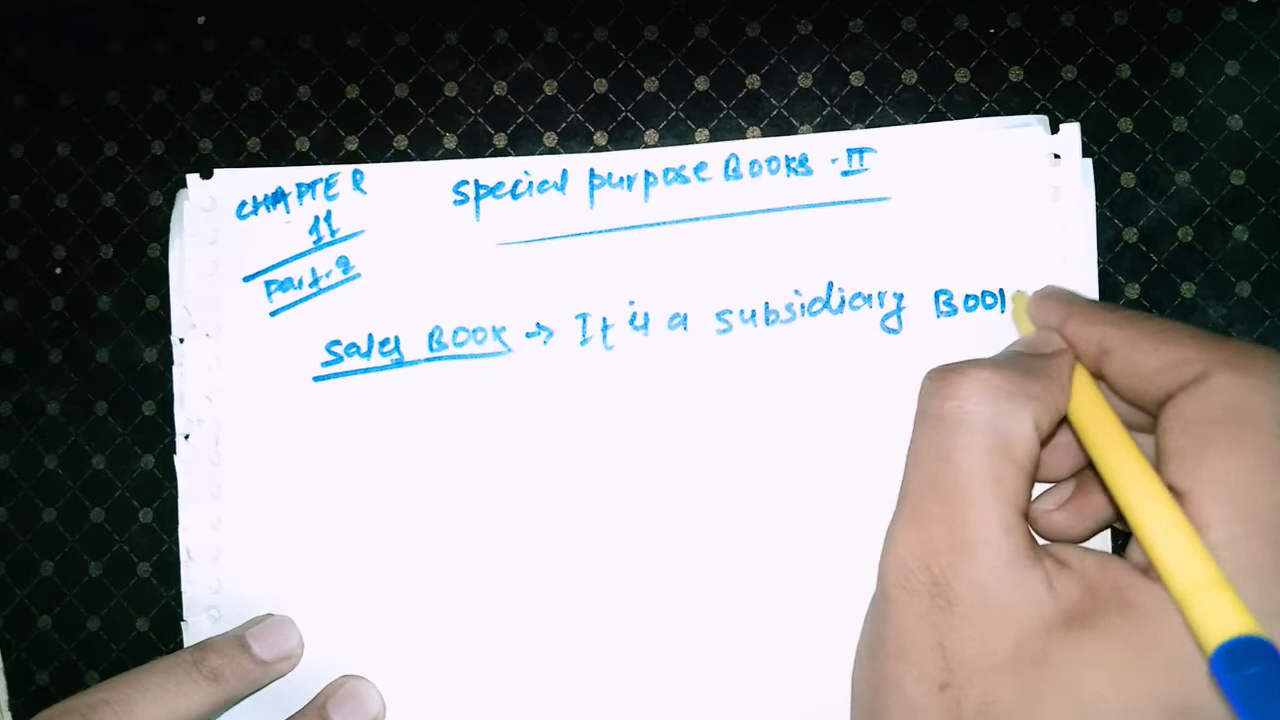 CHAPTER
11
Part-2
Special purpose BOOKS - II
Sales BOOK → It is a subsidiary BOOK